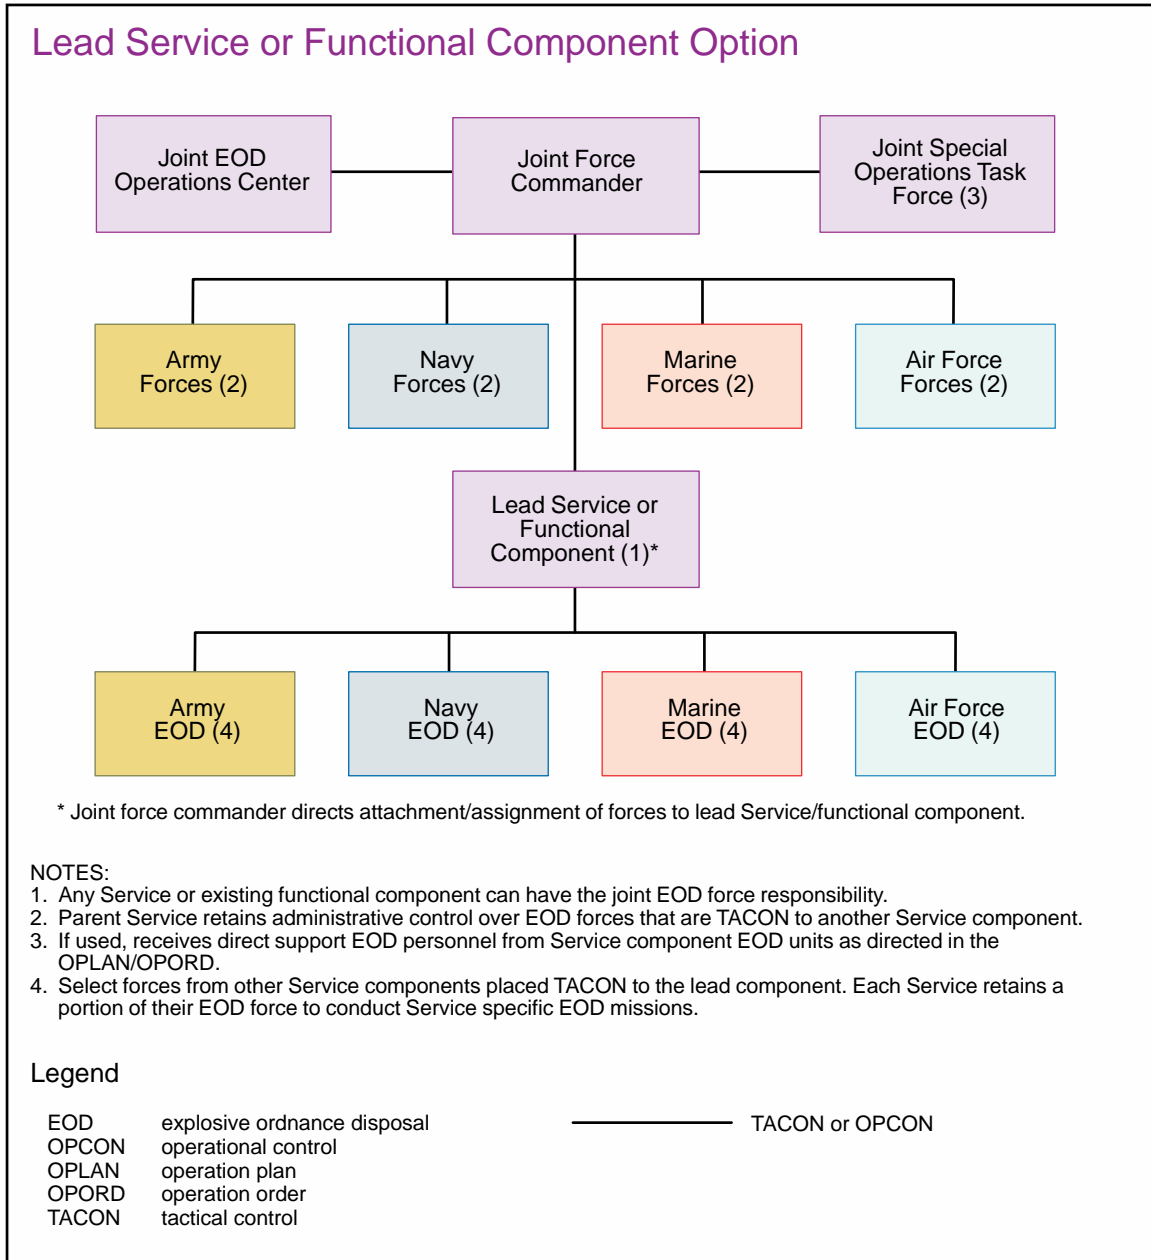 Lead Service or Functional Component Option
Joint EOD
Operations Center
Joint Force
Commander
Joint Special
Operations Task
Force (3)
Army
Forces (2)
Navy
Forces (2)
Marine
Forces (2)
Air Force
Forces (2)
Lead Service or
Functional
Component (1)*
Army
EOD (4)
Navy
EOD (4)
Marine
EOD (4)
Air Force
EOD (4)
* Joint force commander directs attachment/assignment of forces to lead Service/functional component.
NOTES:
1. Any Service or existing functional component can have the joint EOD force responsibility.
2. Parent Service retains administrative control over EOD forces that are TACON to another Service component.
3. If used, receives direct support EOD personnel from Service component EOD units as directed in the
OPLAN/OPORD.
4. Select forces from other Service components placed TACON to the lead component. Each Service retains a
portion of their EOD force to conduct Service specific EOD missions.
Legend
EOD explosive ordnance disposal
OPCON operational control
OPLAN operation plan
OPORD operation order
TACON tactical control
TACON or OPCON